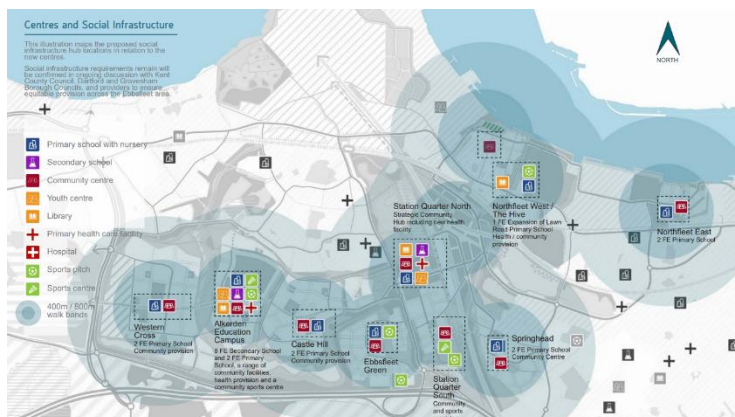 Centres and Social Infrastructure
This illustration maps the proposed social
infrastructure hub locations in relation to the
new centres.
Social infrastructure requirements remain will
be confirmed in ongoing discussion with Kent
County Council, Dartford and Gravesham
Borough Councils, and providers to ensure
equitable provision across the Ebbsfleet area.
NORTH
Primary school with nursery
Secondary school
Community centre
Youth centre
Library
Primary health care facility
Hospital
Sports pitch
Sports centre
400m / 800m
walk bands
Station Quarter North
Strategic Community
Hub including new health
facility
Northfleet West /
The Hive
1 FE Expansion of Lawn
Road Primary School
Health / community
provision
Northfleet East
2 FE Primary School
Western
Cross
2 FE Primary School
Community provision
Alkerden
Education
Campus
8 FE Secondary School
and 2 FE Primary
School, a range of
community facilities,
health provision and a
community sports centre
Castle Hill
2 FE Primary School
Community provision
Ebbsfleet
Green
Station
Quarter
South
Community
and sports
Springhead
2 FE Primary School
Community Centre